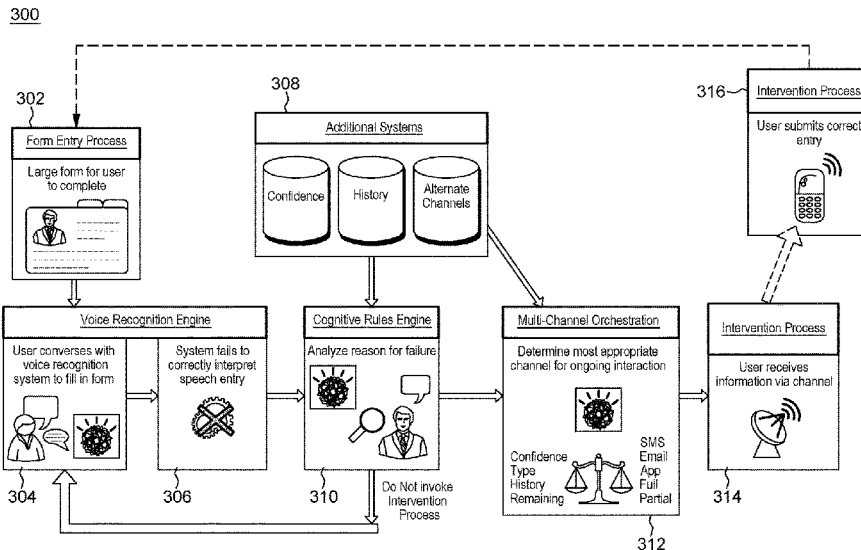 300
302
Form Entry Process
Large form for user
to complete
308
Additional Systems
Confidence
History
Alternate
Channels
316
Intervention Process
User submits correct
entry
Voice Recognition Engine
User converses with
voice recognition
system to fill in form
304
System fails to
correctly interpret
speech entry
306
Cognitive Rules Engine
Analyze reason for failure
310
Do Not invoke
Intervention
Process
Multi-Channel Orchestration
Determine most appropriate
channel for ongoing interaction
Confidence
Type
History
Remaining
SMS
Email
App
Full
Partial
312
Intervention Process
User receives
information via channel
314